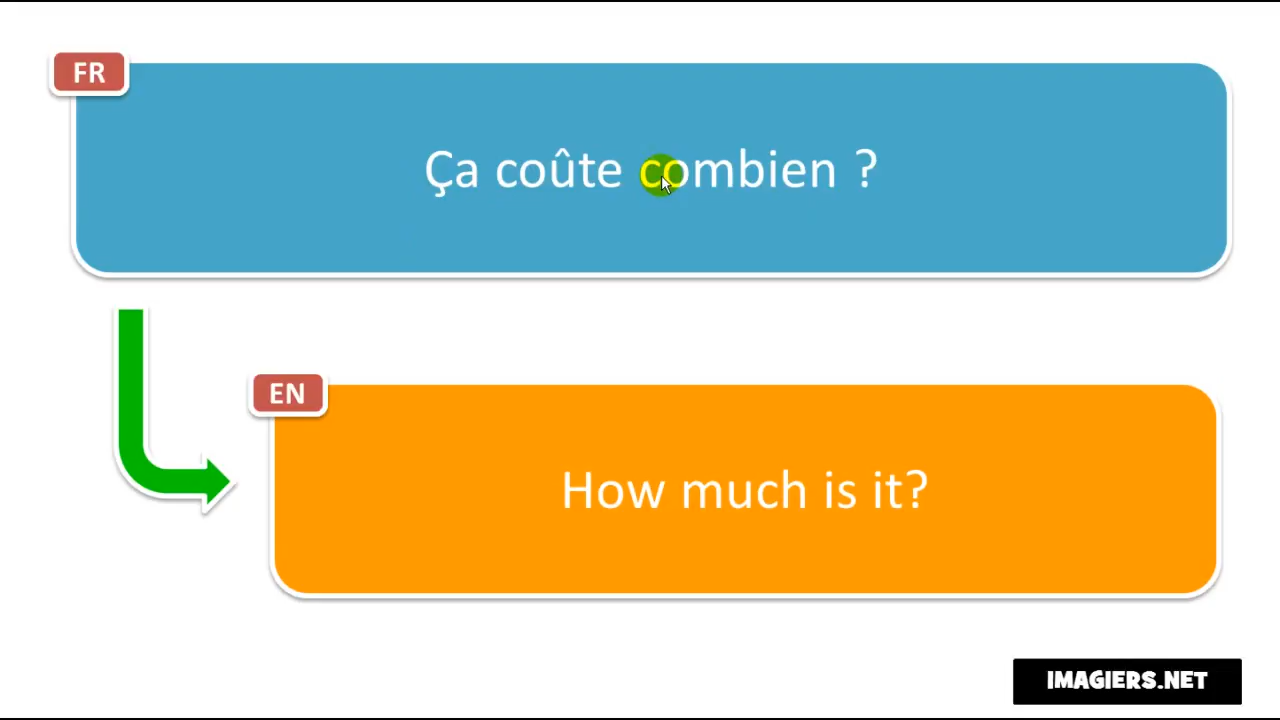 FR
Ça coûte combien ?
EN
How much is it?
IMAGIERS.NET